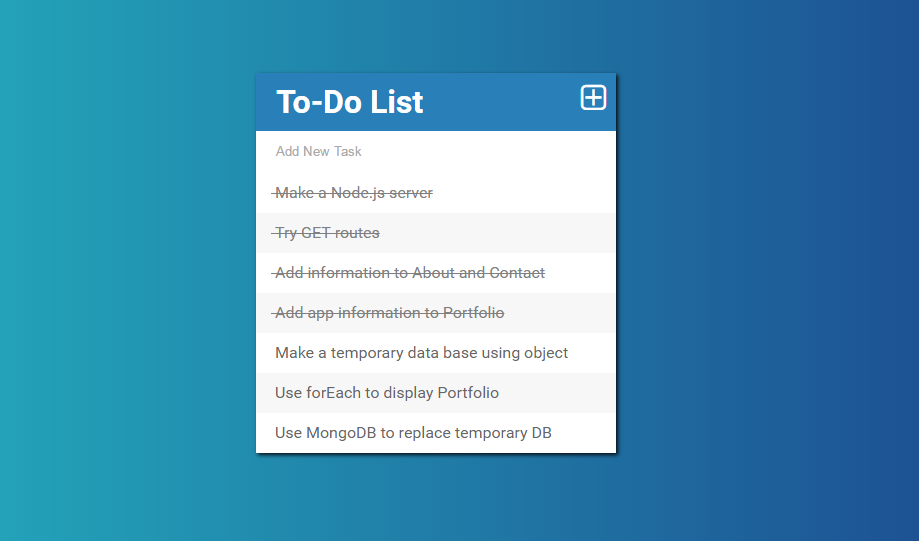 To-Do List
Add New Task
Make a Node.js server
Try GET routes
Add information to About and Contact
Add app information to Portfolio
Make a temporary data base using object
Use forEach to display Portfolio
Use MongoDB to replace temporary DB